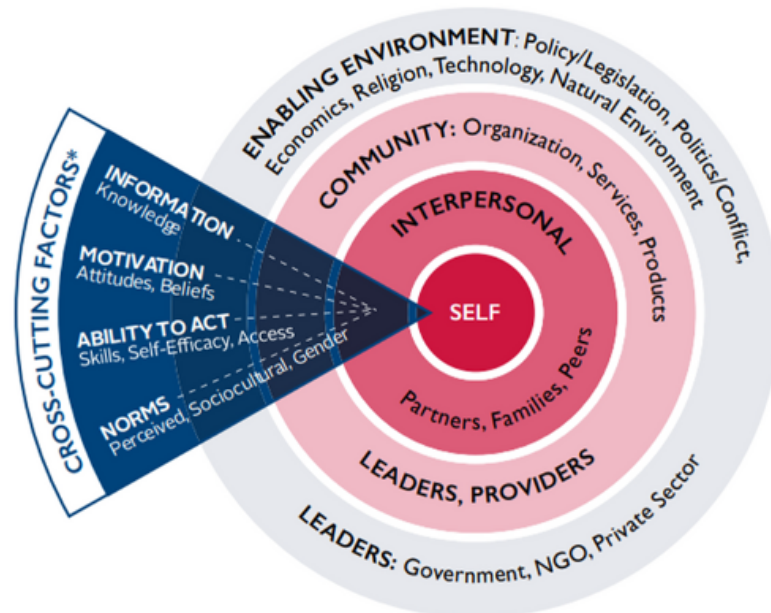 ENABLING ENVIRONMENT: Policy/Legislation, Politics/Conflict,
Economics, Religion, Technology, Natural Environment
COMMUNITY: Organization, Services, Products
INTERPERSONAL
SELF
Partners, Families, Peers
LEADERS, PROVIDERS
LEADERS: Government, NGO, Private Sector
CROSS-CUTTING FACTORS*
INFORMATION
Knowledge
MOTIVATION
Attitudes, Beliefs
ABILITY TO ACT
Skills, Self-Efficacy, Access
NORMS
Perceived, Sociocultural, Gender